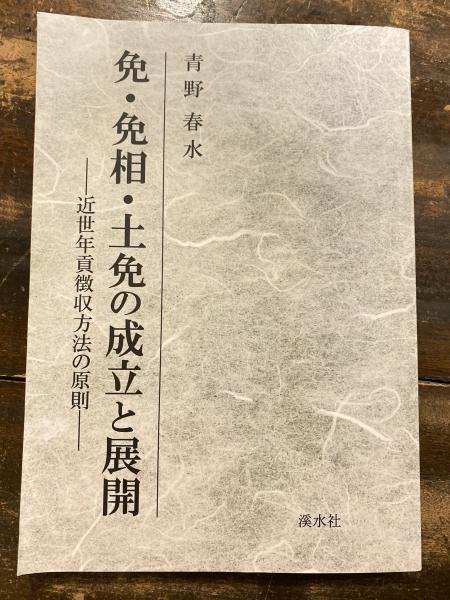 青野春水
免・免相・土免の成立と展開
──近世年貢徴収方法の原則──
溪水社